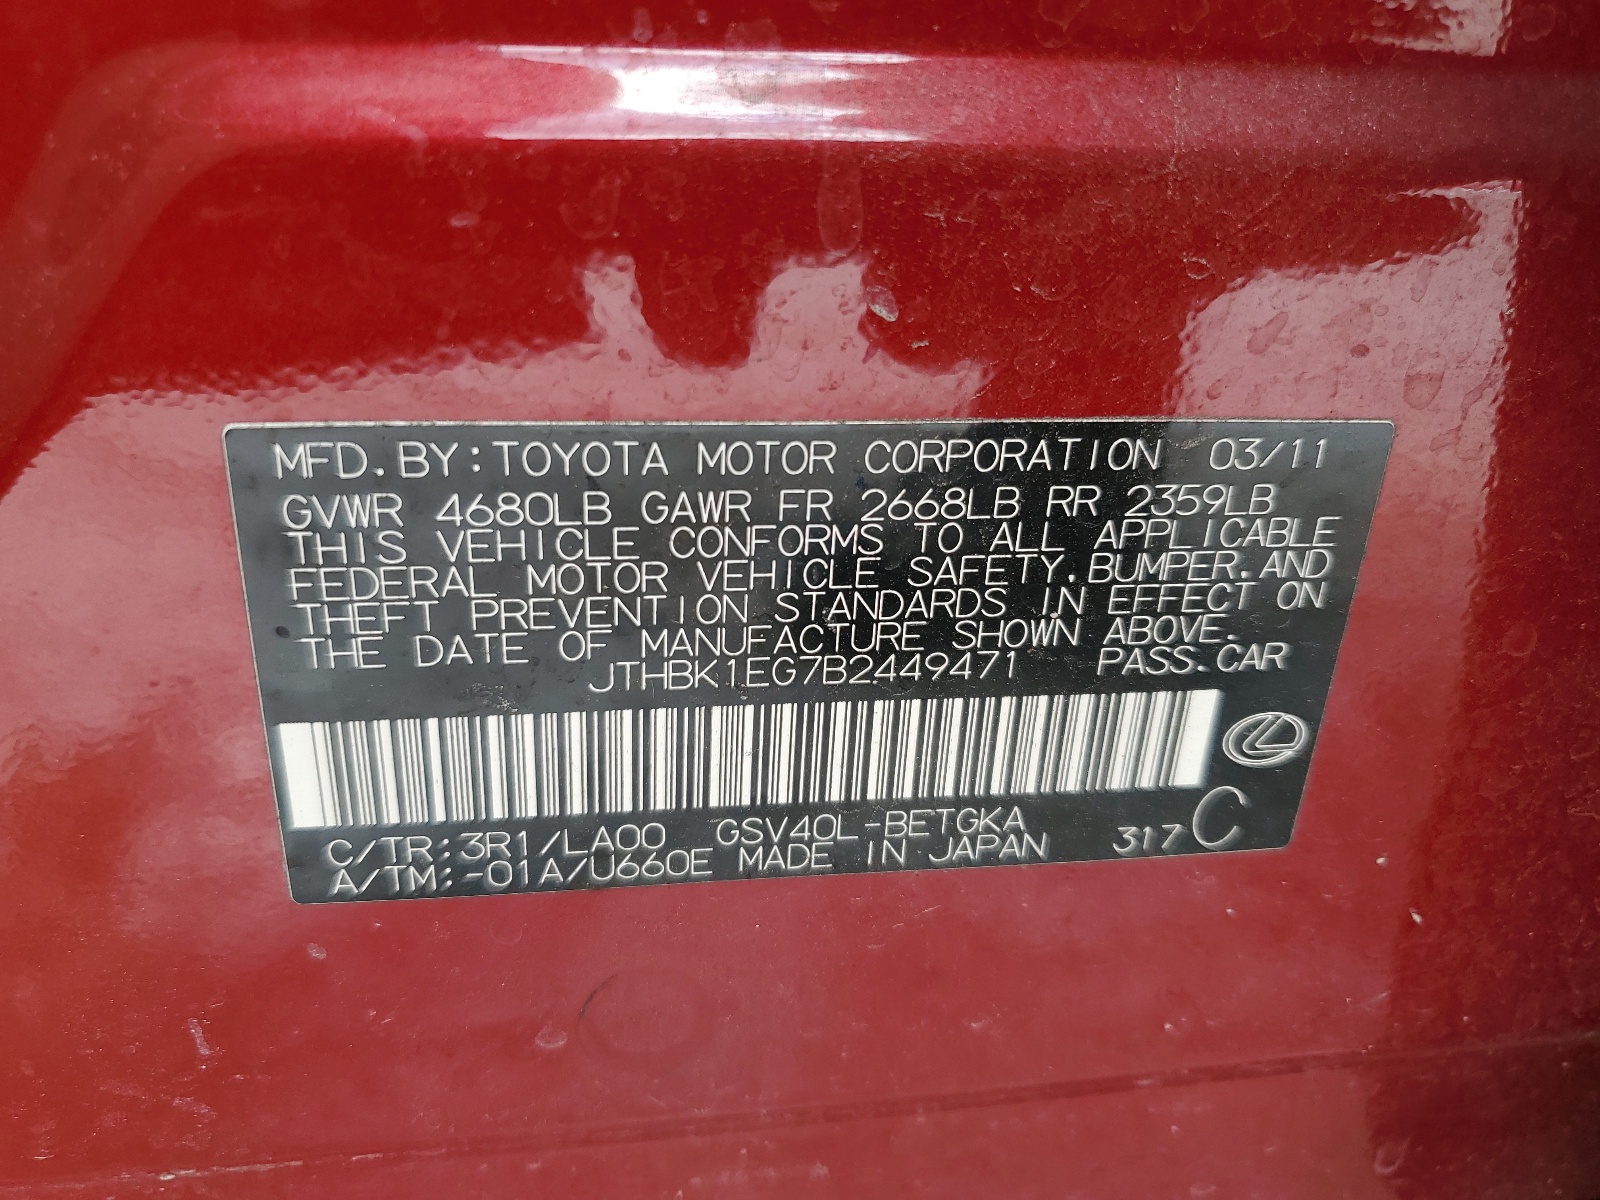 MFD. BY: TOYOTA MOTOR CORPORATION 03/11
GVWR 4680LB GAWR FR 2668LB RR 2359LB
THIS VEHICLE CONFORMS TO ALL APPLICABLE
FEDERAL MOTOR VEHICLE SAFETY, BUMPER, AND
THEFT PREVENTION STANDARDS IN EFFECT ON
THE DATE OF MANUFACTURE SHOWN ABOVE.
JTHBK1EG7B2449471 PASS. CAR
C/TR: 3R1/LA00 GSV40L-BETGKA
A/TM: -01A/U660E MADE IN JAPAN 317 C